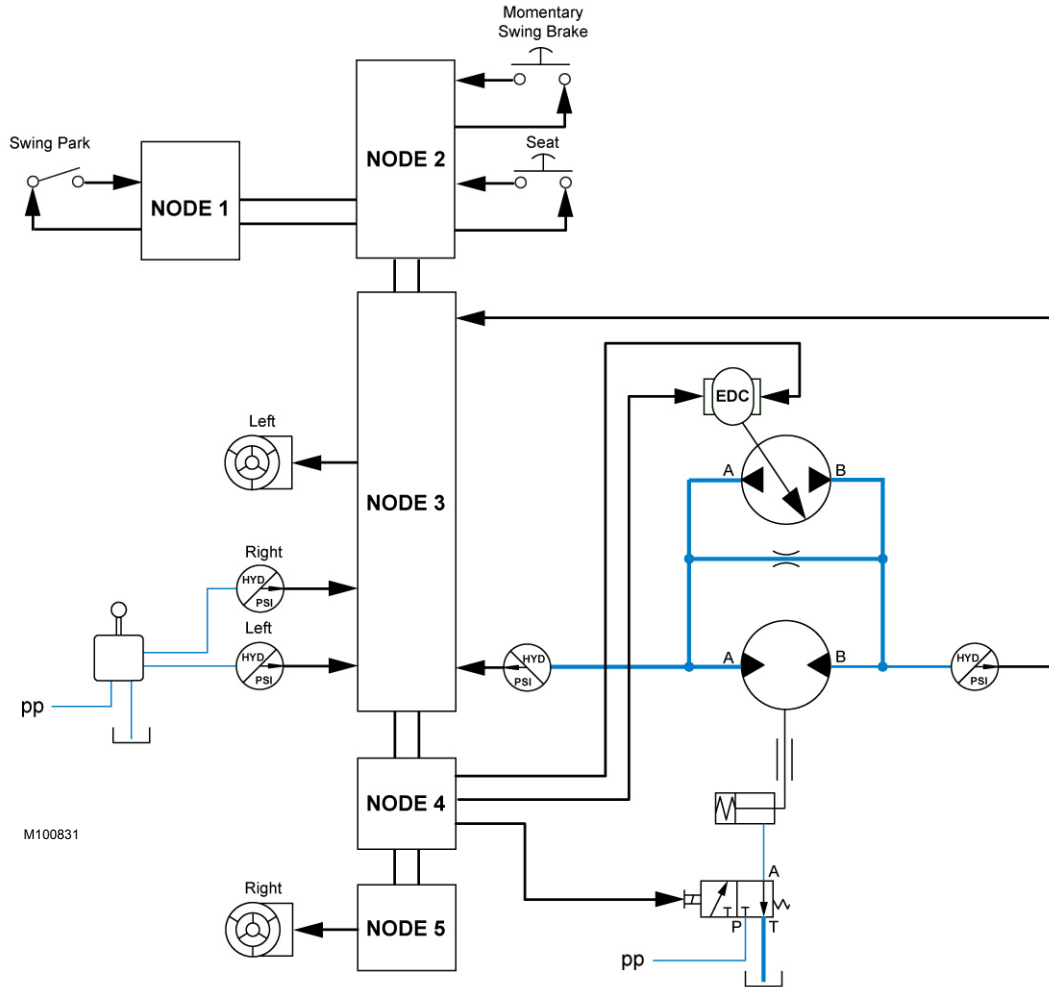 Momentary
Swing Brake
Swing Park
NODE 1
NODE 2
Seat
EDC
Left
A
B
NODE 3
Right
HYD
PSI
Left
HYD
PSI
HYD
PSI
A
B
HYD
PSI
pp
NODE 4
M100831
A
Right
NODE 5
P
T
pp